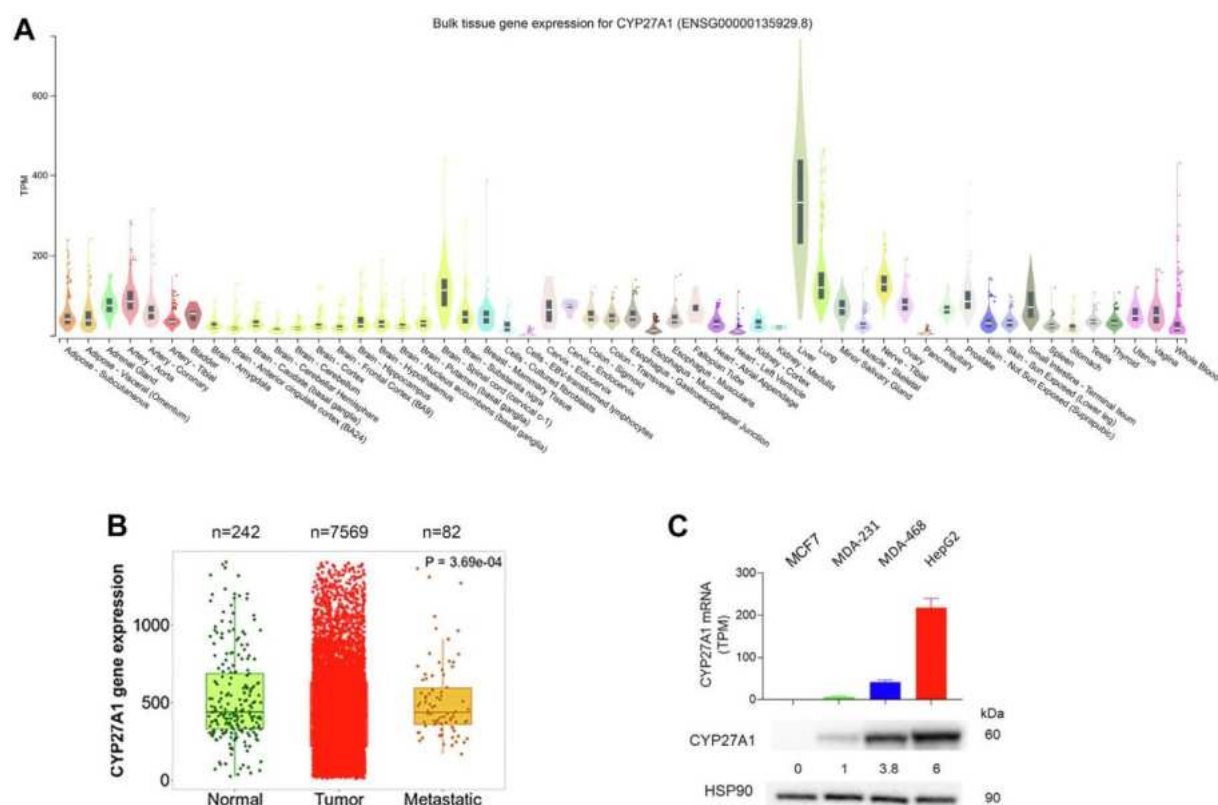 A
Bulk tissue gene expression for CYP27A1 (ENSG00000135929.8)
TPM
600
400
200
Adipose - Subcutaneous
Adipose - Visceral (Omentum)
Adrenal Gland
Artery - Aorta
Artery - Coronary
Artery - Tibial
Bladder
Brain - Amygdala
Brain - Anterior cingulate cortex (BA24)
Brain - Caudate (basal ganglia)
Brain - Cerebellar Hemisphere
Brain - Cerebellum
Brain - Cortex
Brain - Frontal Cortex (BA9)
Brain - Hippocampus
Brain - Hypothalamus
Brain - Nucleus accumbens (basal ganglia)
Brain - Putamen (basal ganglia)
Brain - Spinal cord (cervical c-1)
Brain - Substantia nigra
Breast - Mammary Tissue
Cells - Cultured fibroblasts
Cells - EBV-transformed lymphocytes
Cervix - Ectocervix
Cervix - Endocervix
Colon - Sigmoid
Colon - Transverse
Esophagus - Gastroesophageal Junction
Esophagus - Mucosa
Esophagus - Muscularis
Fallopian Tube
Heart - Atrial Appendage
Heart - Left Ventricle
Kidney - Cortex
Kidney - Medulla
Liver
Lung
Minor Salivary Gland
Muscle - Skeletal
Nerve - Tibial
Ovary
Pancreas
Pituitary
Prostate
Skin - Not Sun Exposed (Suprapubic)
Skin - Sun Exposed (Lower leg)
Small Intestine - Terminal Ileum
Spleen
Stomach
Testis
Thyroid
Uterus
Vagina
Whole Blood
B
n=242 n=7569 n=82
P = 3.69e-04
CYP27A1 gene expression
1000
500
0
Normal Tumor Metastatic
C
MCF7
MDA-231
MDA-468
HepG2
CYP27A1 mRNA
(TPM)
300
200
100
0
kDa
CYP27A1 60
0 1 3.8 6
HSP90 90